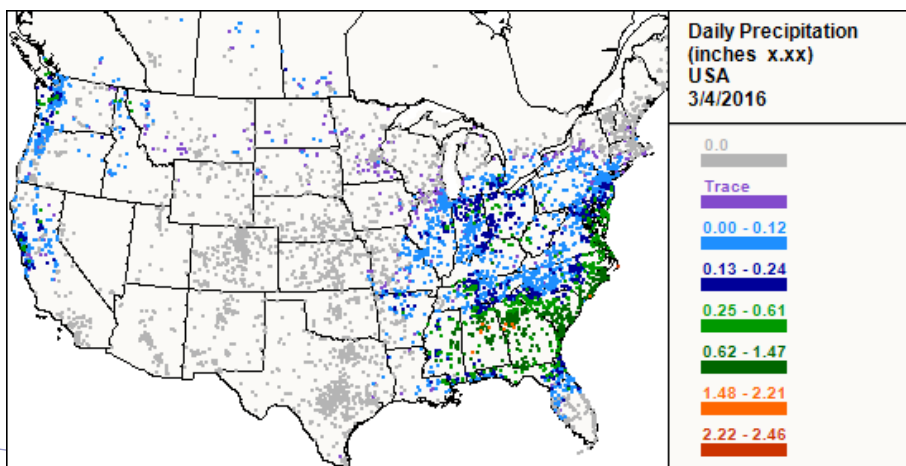 Daily Precipitation
(inches x.xx)
USA
3/4/2016
0.0
Trace
0.00 - 0.12
0.13 - 0.24
0.25 - 0.61
0.62 - 1.47
1.48 - 2.21
2.22 - 2.46